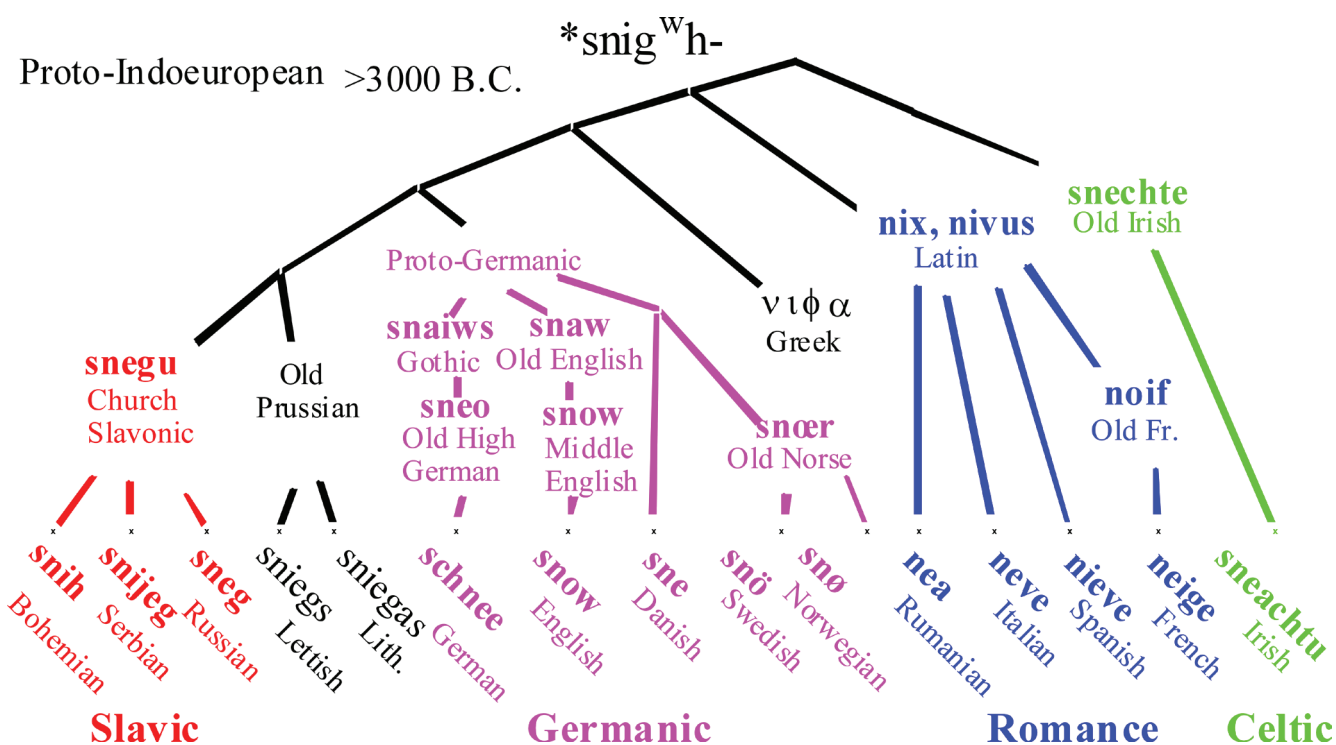 *snigʷh-
Proto-Indoeuropean >3000 B.C.
snechte
Old Irish
nix, nivus
Latin
Proto-Germanic
νιφα
Greek
snaiws
Gothic
snaw
Old English
snegu
Church
Slavonic
Old
Prussian
sneo
Old High
German
snow
Middle
English
snœr
Old Norse
noif
Old Fr.
snih
Bohemian
snijeg
Serbian
sneg
Russian
sniegs
Lettish
sniegas
Lith.
schnee
German
snow
English
sne
Danish
snö
Swedish
snø
Norwegian
nea
Rumanian
neve
Italian
nieve
Spanish
neige
French
sneachtu
Irish
Slavic
Germanic
Romance
Celtic